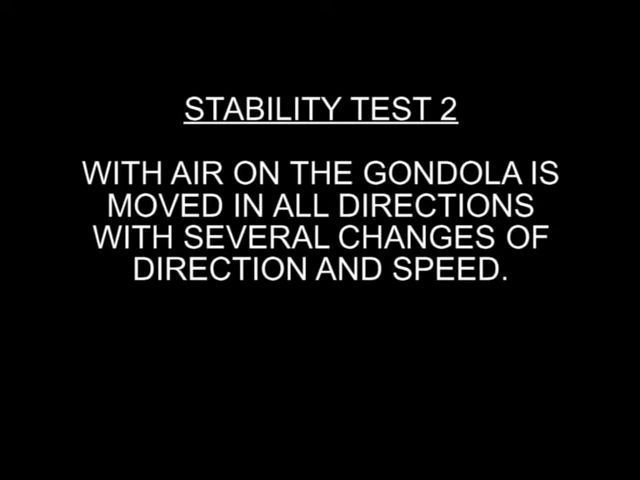 STABILITY TEST 2
WITH AIR ON THE GONDOLA IS
MOVED IN ALL DIRECTIONS
WITH SEVERAL CHANGES OF
DIRECTION AND SPEED.